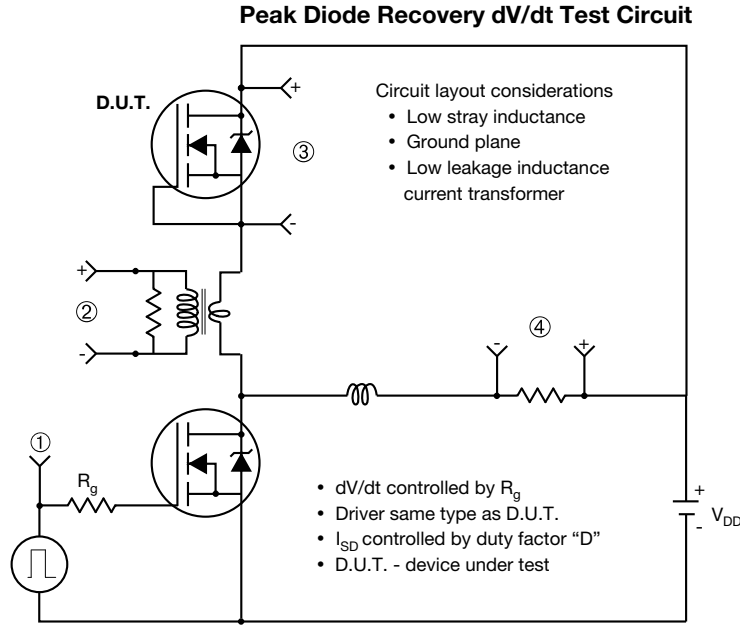 Peak Diode Recovery dV/dt Test Circuit
D.U.T.
+
Circuit layout considerations
• Low stray inductance
• Ground plane
• Low leakage inductance
current transformer
③
-
+
②
-
④
-
+
①
Rg
• dV/dt controlled by Rg
• Driver same type as D.U.T.
• ISD controlled by duty factor “D”
• D.U.T. - device under test
+
VDD
-